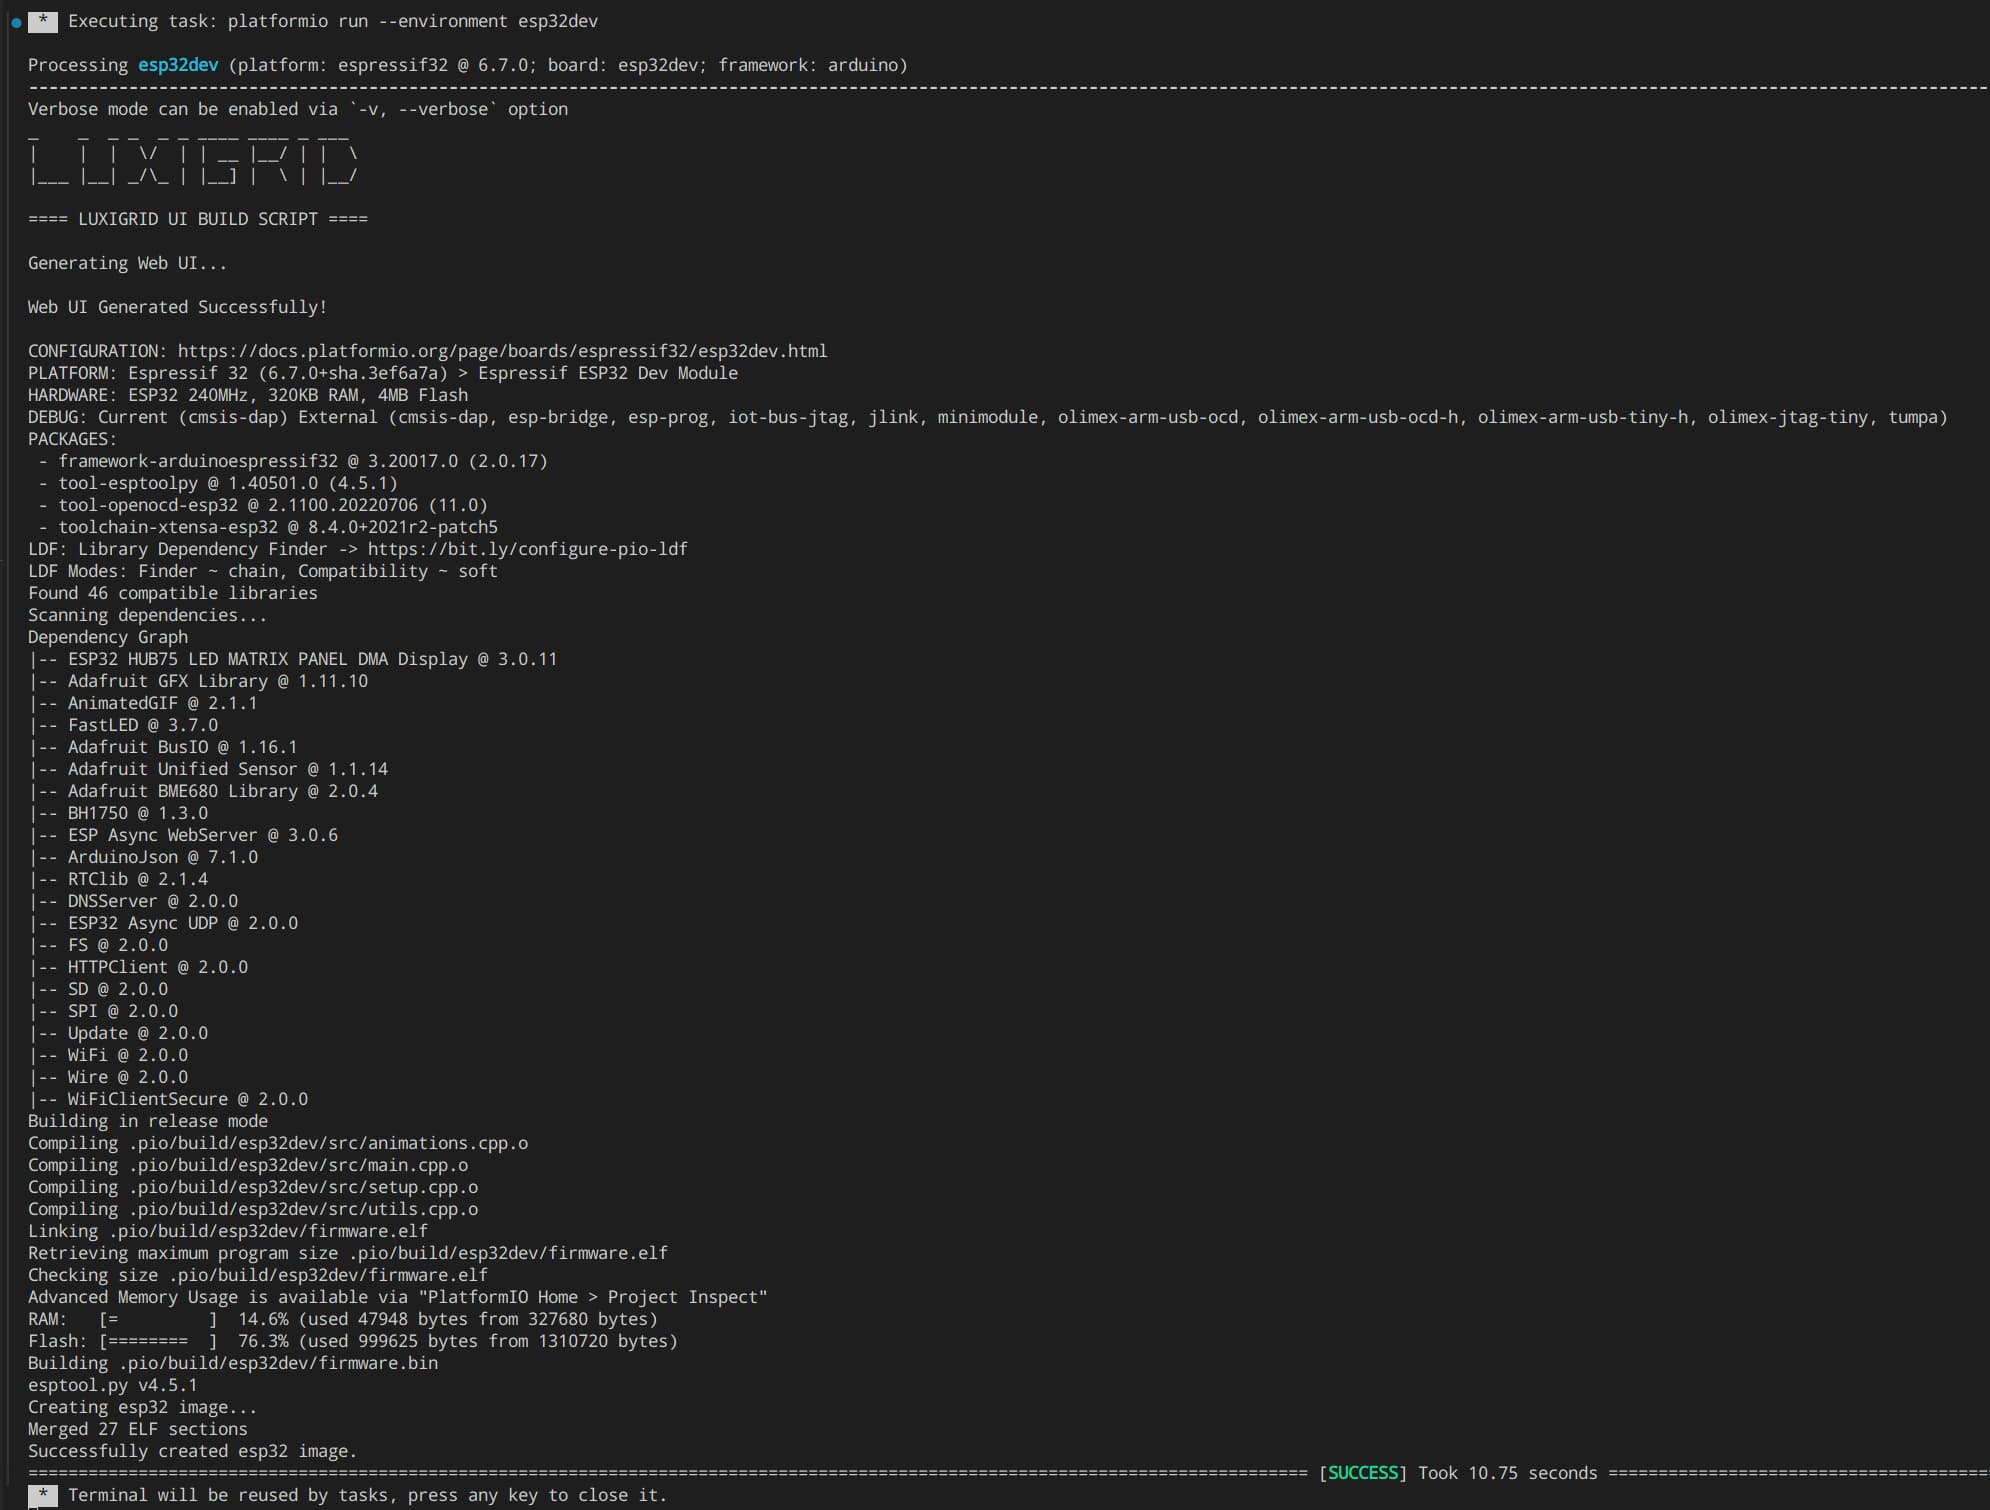 * Executing task: platformio run --environment esp32dev
Processing esp32dev (platform: espressif32 @ 6.7.0; board: esp32dev; framework: arduino)
Verbose mode can be enabled via `-v, --verbose` option
LUXIGRID
==== LUXIGRID UI BUILD SCRIPT ====
Generating Web UI...
Web UI Generated Successfully!
CONFIGURATION: https://docs.platformio.org/page/boards/espressif32/esp32dev.html
PLATFORM: Espressif 32 (6.7.0+sha.3ef6a7a) > Espressif ESP32 Dev Module
HARDWARE: ESP32 240MHz, 320KB RAM, 4MB Flash
DEBUG: Current (cmsis-dap) External (cmsis-dap, esp-bridge, esp-prog, iot-bus-jtag, jlink, minimodule, olimex-arm-usb-ocd, olimex-arm-usb-ocd-h, olimex-arm-usb-tiny-h, olimex-jtag-tiny, tumpa)
PACKAGES:
 - framework-arduinoespressif32 @ 3.20017.0 (2.0.17)
 - tool-esptoolpy @ 1.40501.0 (4.5.1)
 - tool-openocd-esp32 @ 2.1100.20220706 (11.0)
 - toolchain-xtensa-esp32 @ 8.4.0+2021r2-patch5
LDF: Library Dependency Finder -> https://bit.ly/configure-pio-ldf
LDF Modes: Finder ~ chain, Compatibility ~ soft
Found 46 compatible libraries
Scanning dependencies...
Dependency Graph
|-- ESP32 HUB75 LED MATRIX PANEL DMA Display @ 3.0.11
|-- Adafruit GFX Library @ 1.11.10
|-- AnimatedGIF @ 2.1.1
|-- FastLED @ 3.7.0
|-- Adafruit BusIO @ 1.16.1
|-- Adafruit Unified Sensor @ 1.1.14
|-- Adafruit BME680 Library @ 2.0.4
|-- BH1750 @ 1.3.0
|-- ESP Async WebServer @ 3.0.6
|-- ArduinoJson @ 7.1.0
|-- RTClib @ 2.1.4
|-- DNSServer @ 2.0.0
|-- ESP32 Async UDP @ 2.0.0
|-- FS @ 2.0.0
|-- HTTPClient @ 2.0.0
|-- SD @ 2.0.0
|-- SPI @ 2.0.0
|-- Update @ 2.0.0
|-- WiFi @ 2.0.0
|-- Wire @ 2.0.0
|-- WiFiClientSecure @ 2.0.0
Building in release mode
Compiling .pio/build/esp32dev/src/animations.cpp.o
Compiling .pio/build/esp32dev/src/main.cpp.o
Compiling .pio/build/esp32dev/src/setup.cpp.o
Compiling .pio/build/esp32dev/src/utils.cpp.o
Linking .pio/build/esp32dev/firmware.elf
Retrieving maximum program size .pio/build/esp32dev/firmware.elf
Checking size .pio/build/esp32dev/firmware.elf
Advanced Memory Usage is available via "PlatformIO Home > Project Inspect"
RAM:   [=         ]  14.6% (used 47948 bytes from 327680 bytes)
Flash: [========  ]  76.3% (used 999625 bytes from 1310720 bytes)
Building .pio/build/esp32dev/firmware.bin
esptool.py v4.5.1
Creating esp32 image...
Merged 27 ELF sections
Successfully created esp32 image.
[SUCCESS] Took 10.75 seconds
* Terminal will be reused by tasks, press any key to close it.